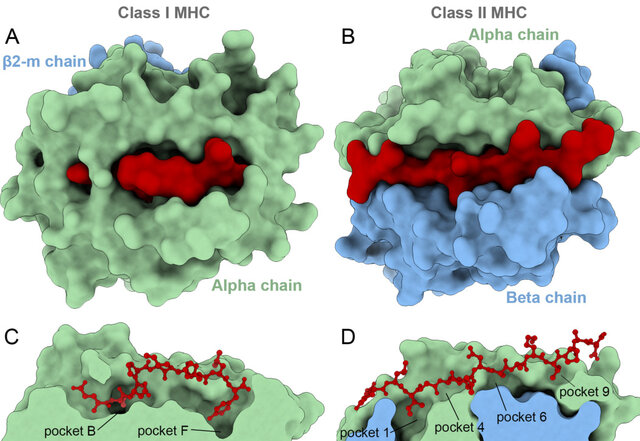 Class I MHC
Class II MHC
A
β2-m chain
Alpha chain
B
Alpha chain
Beta chain
C
pocket B
pocket F
D
pocket 1
pocket 4
pocket 6
pocket 9